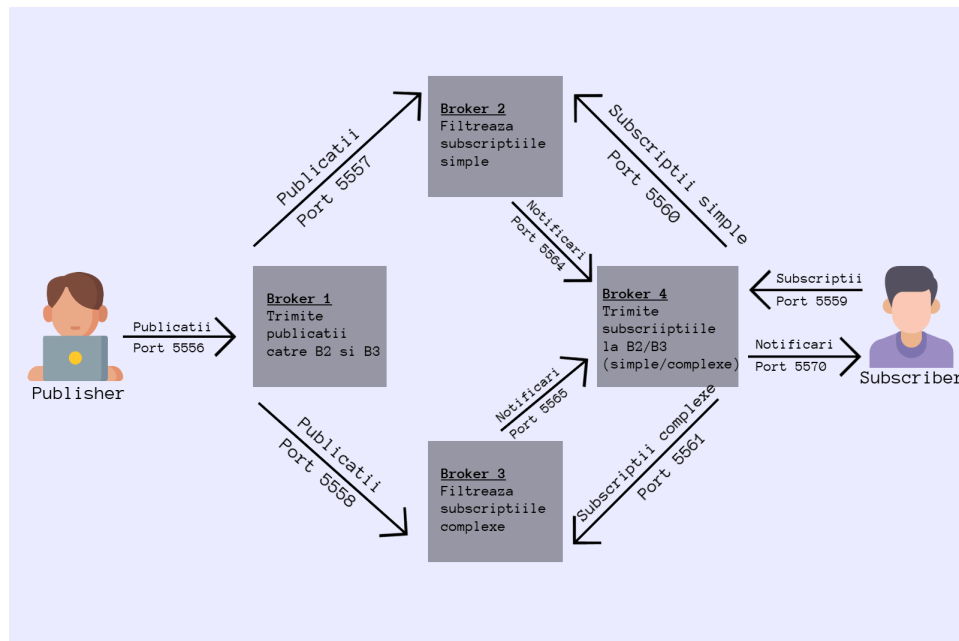 Broker 2
Filtreaza
subscriptiile
simple
Publicatii
Port 5557
Subscriptii simple
Port 5560
Notificari
Port 5564
Publisher
Publicatii
Port 5556
Broker 1
Trimite
publicatii
catre B2 si B3
Broker 4
Trimite
subscriiptiile
la B2/B3
(simple/complexe)
Subscriptii
Port 5559
Notificari
Port 5570
Subscriber
Notificari
Port 5565
Publicatii
Port 5558
Broker 3
Filtreaza
subscriptiile
complexe
Subscriptii complexe
Port 5561